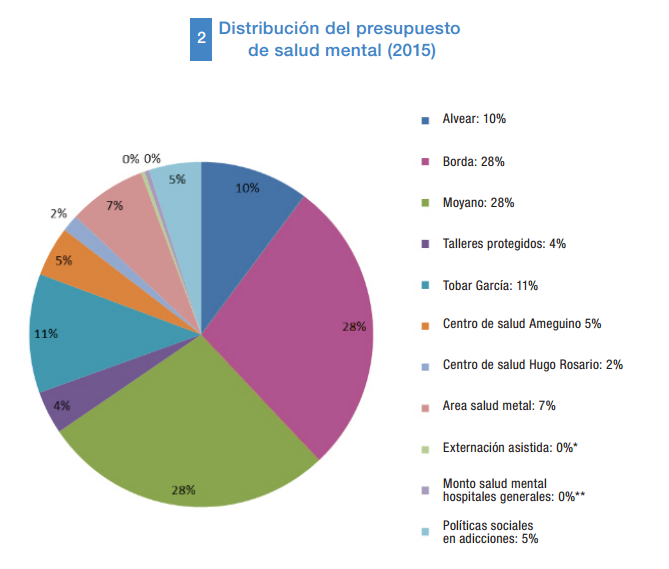 2
Distribución del presupuesto
de salud mental (2015)
0% 0%
5%
10%
7%
2%
5%
28%
11%
4%
28%
Alvear: 10%
Borda: 28%
Moyano: 28%
Talleres protegidos: 4%
Tobar García: 11%
Centro de salud Ameguino 5%
Centro de salud Hugo Rosario: 2%
Area salud metal: 7%
Externación asistida: 0%*
Monto salud mental
hospitales generales: 0%**
Políticas sociales
en adicciones: 5%